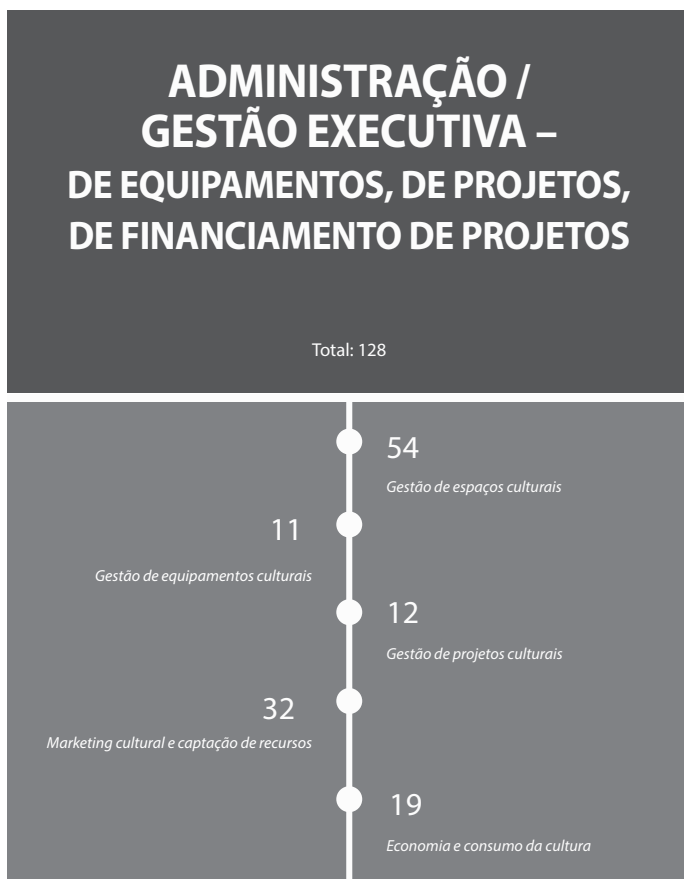 ADMINISTRAÇÃO /
GESTÃO EXECUTIVA –
DE EQUIPAMENTOS, DE PROJETOS,
DE FINANCIAMENTO DE PROJETOS
Total: 128
54
Gestão de espaços culturais
11
Gestão de equipamentos culturais
12
Gestão de projetos culturais
32
Marketing cultural e captação de recursos
19
Economia e consumo da cultura